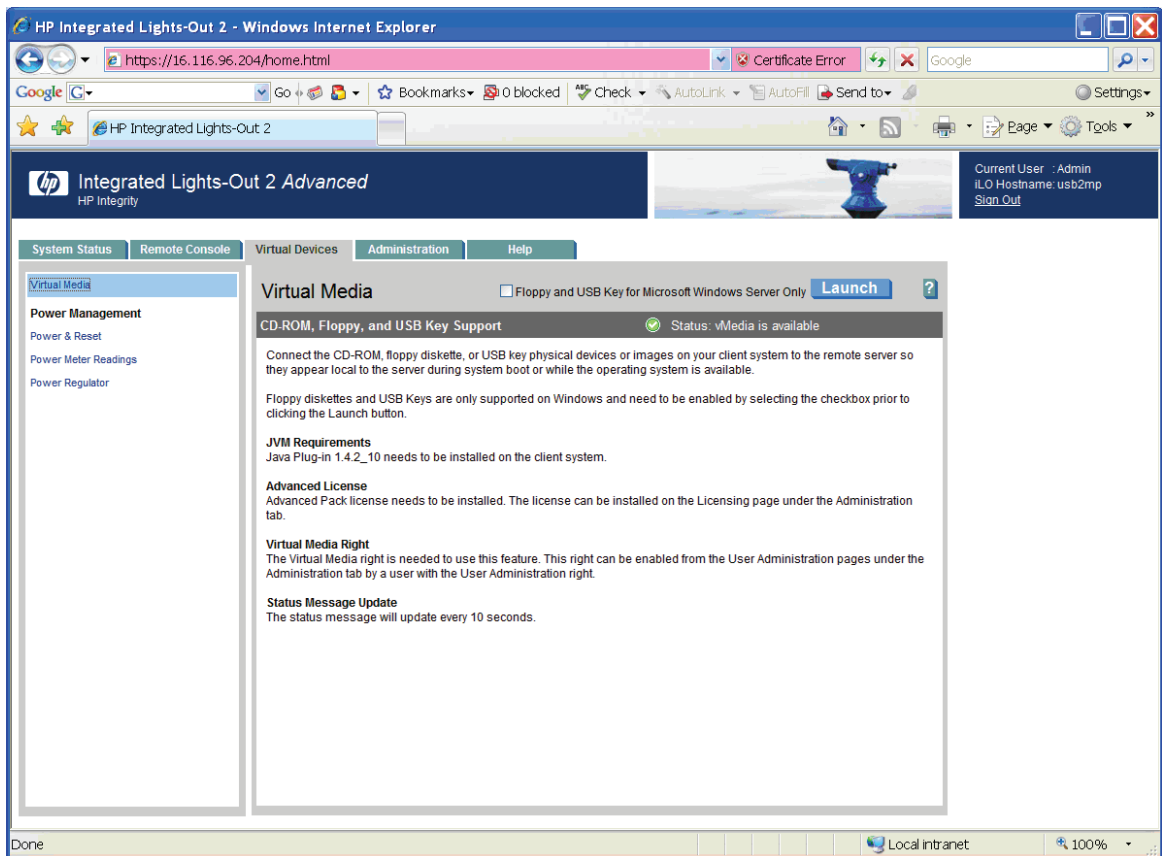 HP Integrated Lights-Out 2 - Windows Internet Explorer
https://16.116.96.204/home.html
Certificate Error
Google
Google
G
Go
Bookmarks
0 blocked
ABC
Check
AutoLink
AutoFill
Send to
Settings
HP Integrated Lights-Out 2
Page
Tools
hp
Integrated Lights-Out 2 Advanced
HP Integrity
Current User : Admin
iLO Hostname: usb2mp
Sign Out
System Status
Remote Console
Virtual Devices
Administration
Help
Virtual Media
Power Management
Power & Reset
Power Meter Readings
Power Regulator
Virtual Media
Floppy and USB Key for Microsoft Windows Server Only
Launch
?
CD-ROM, Floppy, and USB Key Support
Status: vMedia is available
Connect the CD-ROM, floppy diskette, or USB key physical devices or images on your client system to the remote server so
they appear local to the server during system boot or while the operating system is available.
Floppy diskettes and USB Keys are only supported on Windows and need to be enabled by selecting the checkbox prior to
clicking the Launch button.
JVM Requirements
Java Plug-in 1.4.2_10 needs to be installed on the client system.
Advanced License
Advanced Pack license needs to be installed. The license can be installed on the Licensing page under the Administration
tab.
Virtual Media Right
The Virtual Media right is needed to use this feature. This right can be enabled from the User Administration pages under the
Administration tab by a user with the User Administration right.
Status Message Update
The status message will update every 10 seconds.
Done
Local intranet
100%